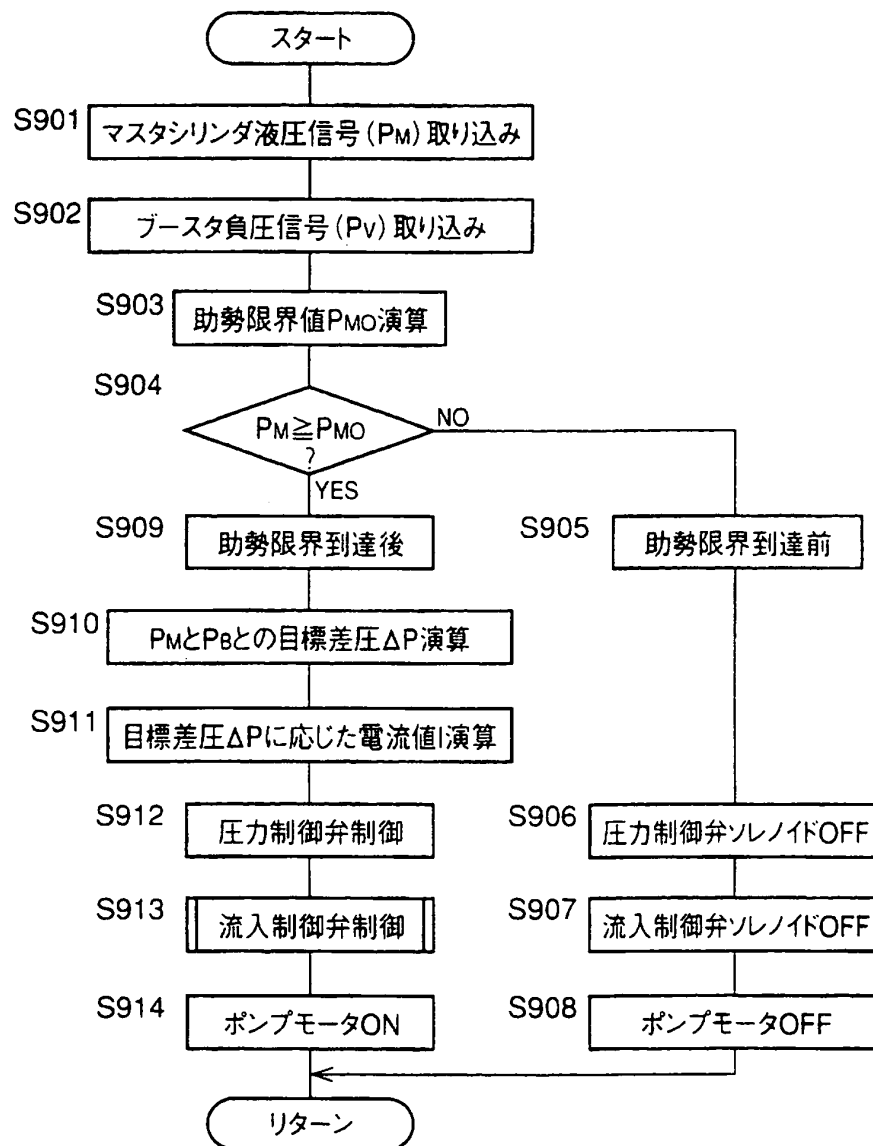 スタート
S901
マスタシリンダ液圧信号(PM)取り込み
S902
ブースタ負圧信号(PV)取り込み
S903
助勢限界値PMO演算
S904
PM≧PMO
?
NO
YES
S909
助勢限界到達後
S905
助勢限界到達前
S910
PMとPBとの目標差圧ΔP演算
S911
目標差圧ΔPに応じた電流値I演算
S912
圧力制御弁制御
S906
圧力制御弁ソレノイドOFF
S913
流入制御弁制御
S907
流入制御弁ソレノイドOFF
S914
ポンプモータON
S908
ポンプモータOFF
リターン